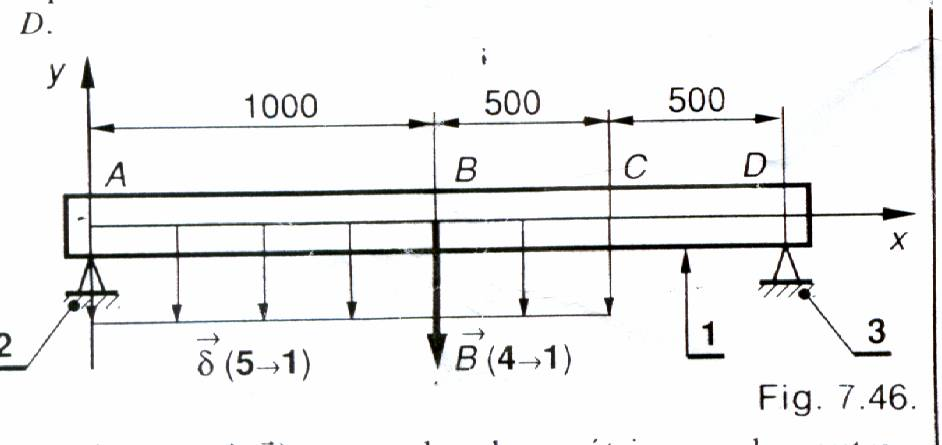 D.
y
1000 500 500
A B C D
x
2 δ⃗ (5→1) B⃗ (4→1) 1 3
Fig. 7.46.